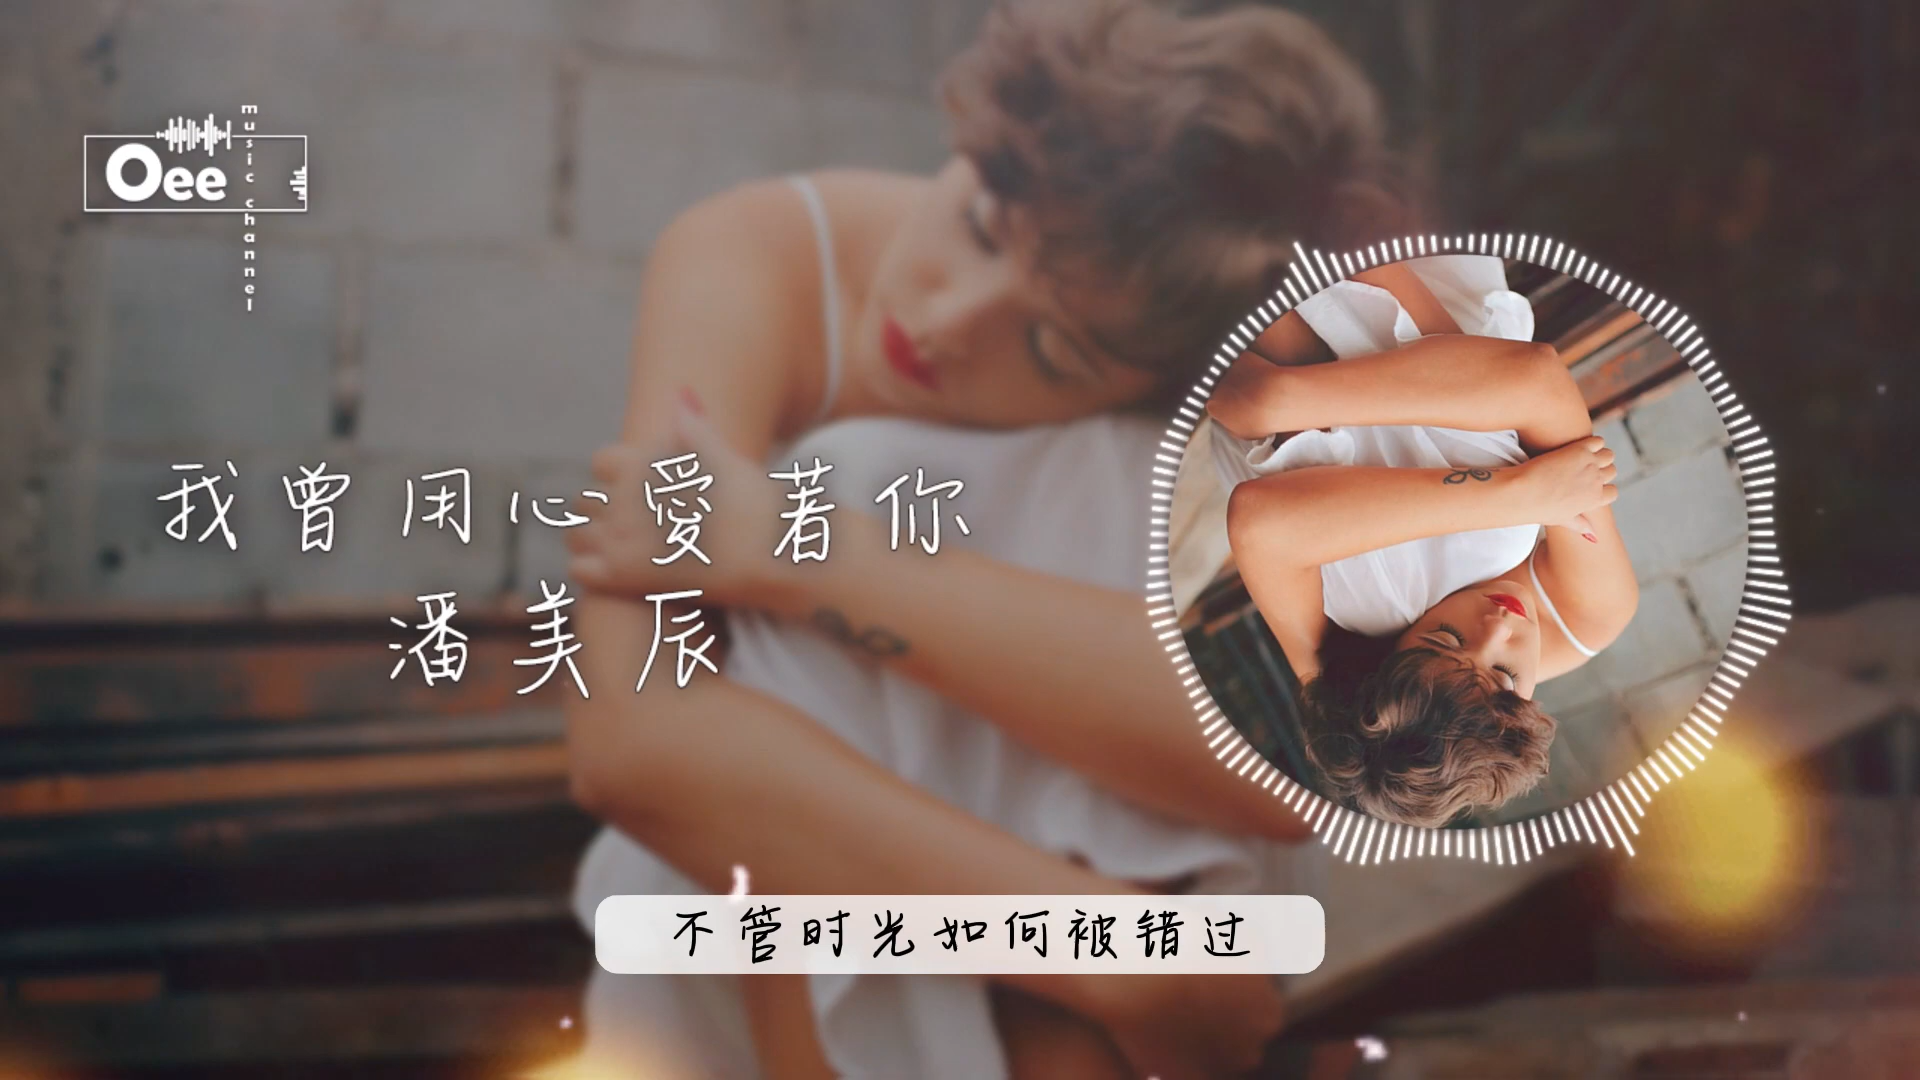 Oee
music channel
我曾用心愛著你
潘美辰
不管时光如何被错过